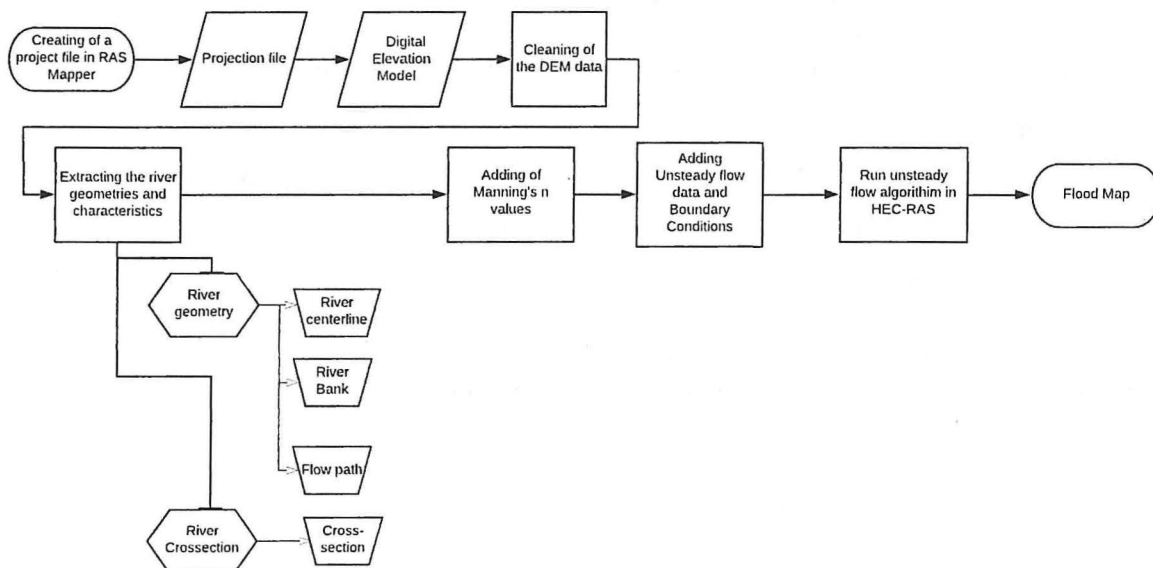 Creating of a
project file in RAS
Mapper
Projection file
Digital
Elevation
Model
Cleaning of
the DEM data
Extracting the river
geometries and
characteristics
Adding of
Manning's n
values
Adding
Unsteady flow
data and
Boundary
Conditions
Run unsteady
flow algorithim in
HEC-RAS
Flood Map
River
geometry
River
centerline
River
Bank
Flow path
River
Crossection
Cross-
section